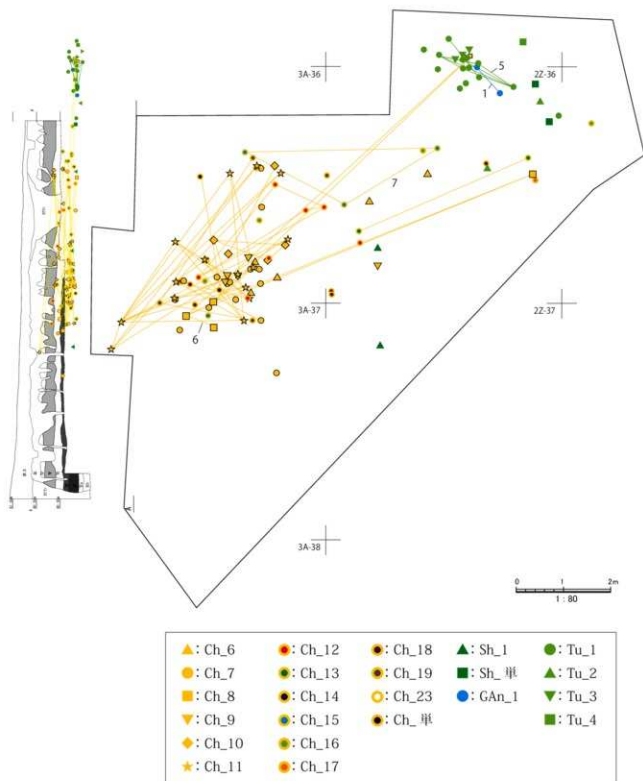 3A-36
2Z-36
5
1
7
3A-37
2Z-37
6
3A-38
0 1 2m
1 : 80
: Ch_6 : Ch_12 : Ch_18 : Sh_1 : Tu_1
: Ch_7 : Ch_13 : Ch_19 : Sh_単 : Tu_2
: Ch_8 : Ch_14 : Ch_23 : GAn_1 : Tu_3
: Ch_9 : Ch_15 : Ch_単 : Tu_4
: Ch_10 : Ch_16
: Ch_11 : Ch_17